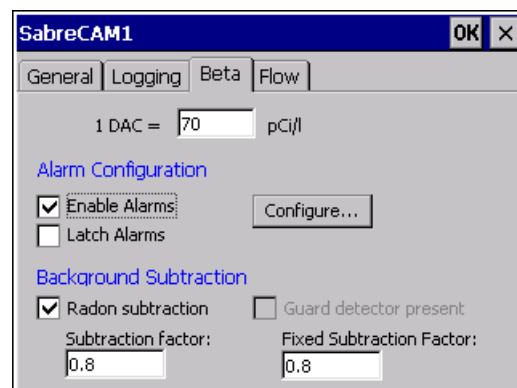 SabreCAM1 OK ×
General Logging Beta Flow
1 DAC = 70 pCi/l
Alarm Configuration
Enable Alarms Configure...
Latch Alarms
Background Subtraction
Radon subtraction Guard detector present
Subtraction factor: Fixed Subtraction Factor:
0.8 0.8